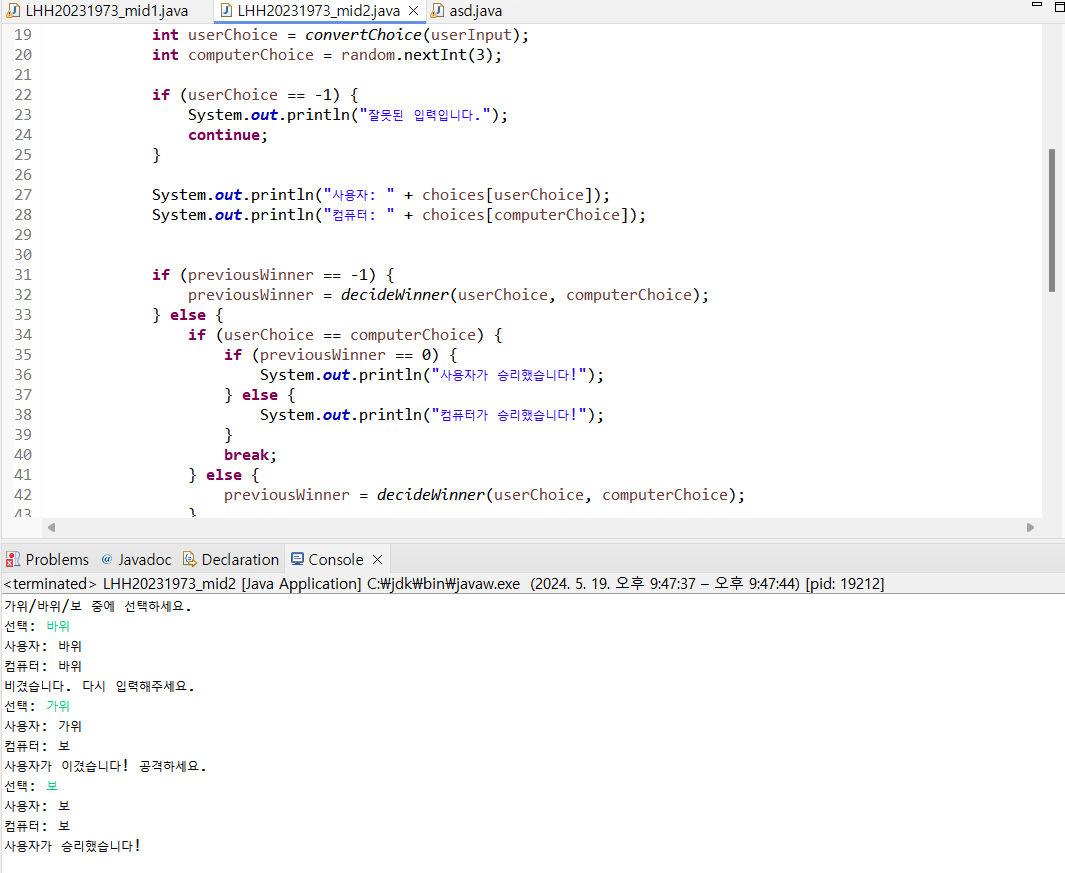 LHH20231973_mid1.java LHH20231973_mid2.java asd.java
19 int userChoice = convertChoice(userInput);
20 int computerChoice = random.nextInt(3);
21
22 if (userChoice == -1) {
23 System.out.println("잘못된 입력입니다.");
24 continue;
25 }
26
27 System.out.println("사용자: " + choices[userChoice]);
28 System.out.println("컴퓨터: " + choices[computerChoice]);
29
30
31 if (previousWinner == -1) {
32 previousWinner = decideWinner(userChoice, computerChoice);
33 } else {
34 if (userChoice == computerChoice) {
35 if (previousWinner == 0) {
36 System.out.println("사용자가 승리했습니다!");
37 } else {
38 System.out.println("컴퓨터가 승리했습니다!");
39 }
40 break;
41 } else {
42 previousWinner = decideWinner(userChoice, computerChoice);
43 }
Problems @ Javadoc Declaration Console
<terminated> LHH20231973_mid2 [Java Application] C:₩jdk₩bin₩javaw.exe (2024. 5. 19. 오후 9:47:37 – 오후 9:47:44) [pid: 19212]
가위/바위/보 중에 선택하세요.
선택: 바위
사용자: 바위
컴퓨터: 바위
비겼습니다. 다시 입력해주세요.
선택: 가위
사용자: 가위
컴퓨터: 보
사용자가 이겼습니다! 공격하세요.
선택: 보
사용자: 보
컴퓨터: 보
사용자가 승리했습니다!